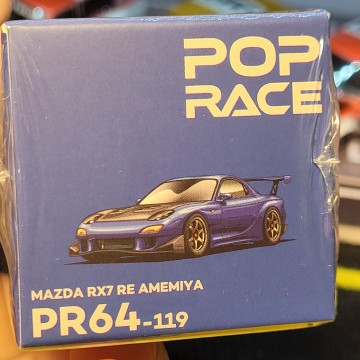 POP
RACE
MAZDA RX7 RE AMEMIYA
PR64-119